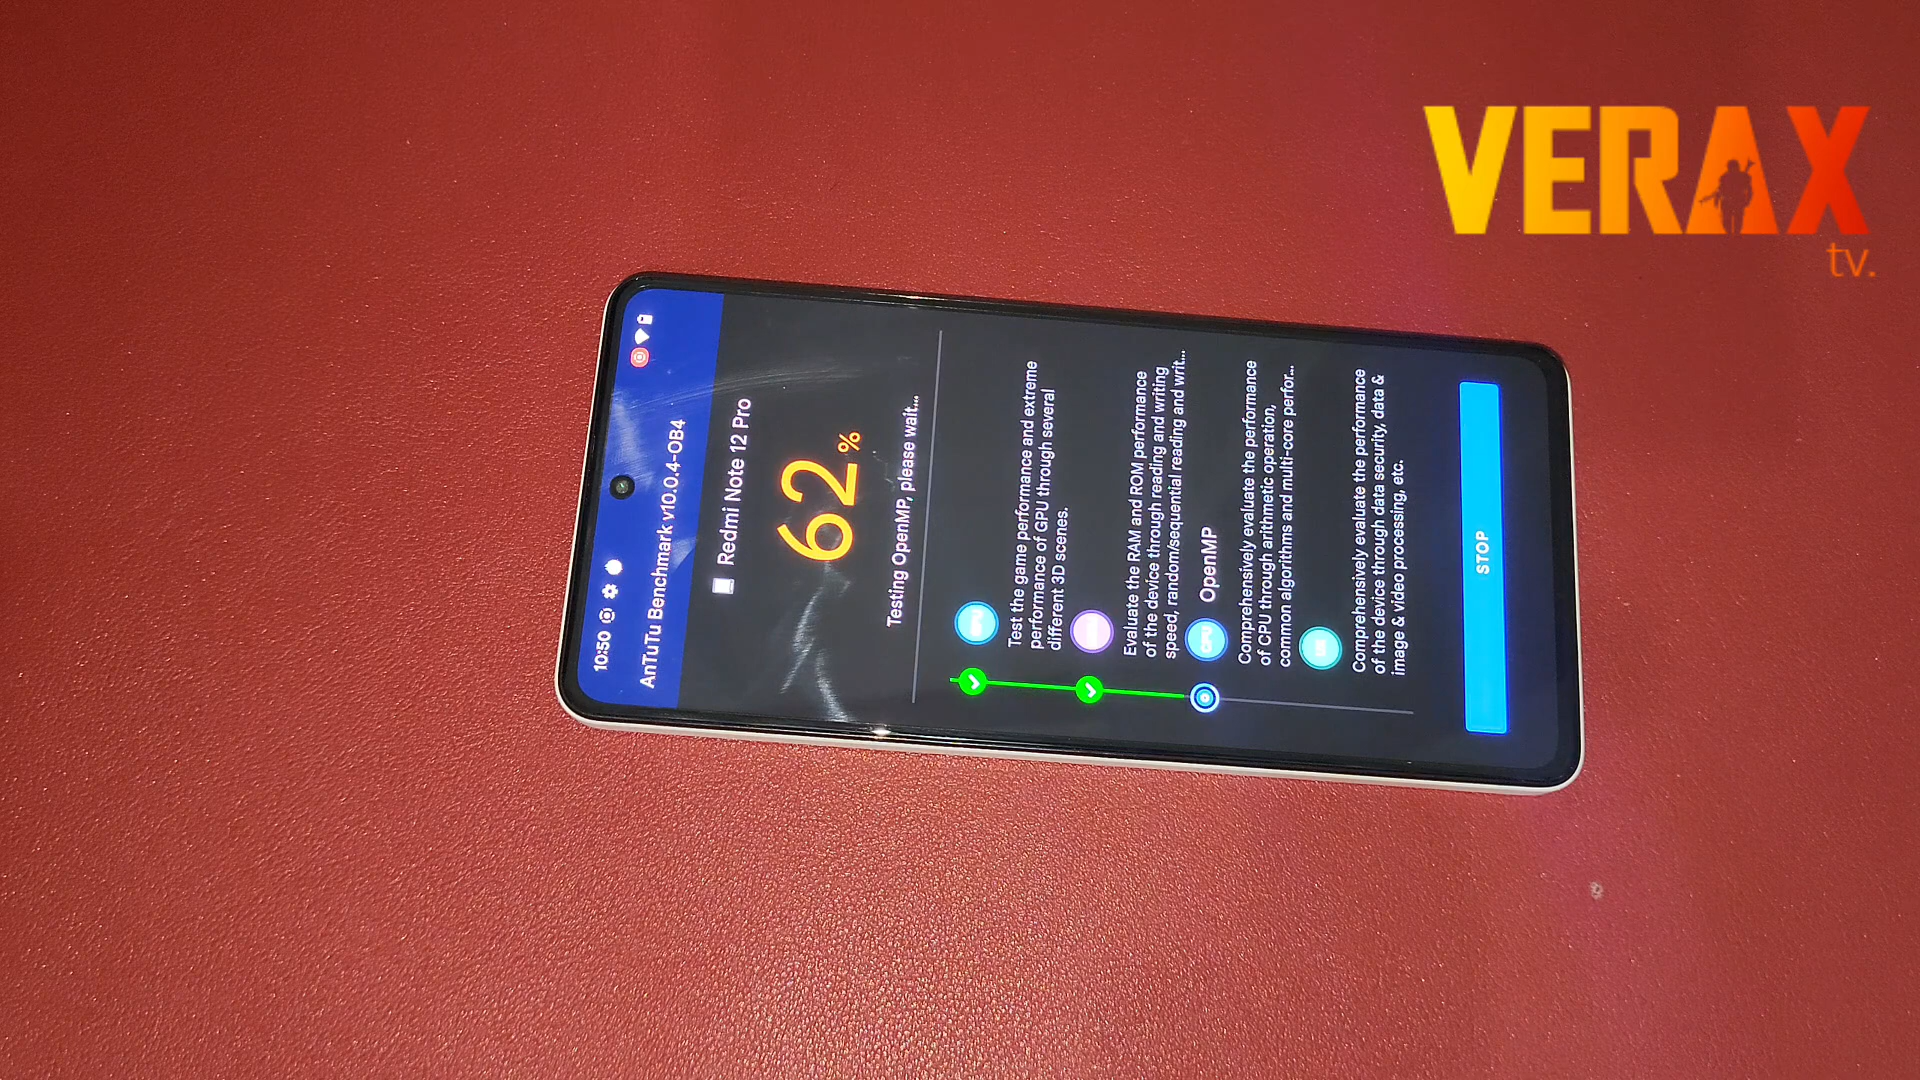 VERAX
tv.
10:50
AnTuTu Benchmark v10.0.4-OB4
Redmi Note 12 Pro
62%
Testing OpenMP, please wait...
Test the game performance and extreme
performance of GPU through several
different 3D scenes.
Evaluate the RAM and ROM performance
of the device through reading and writing
speed, random/sequential reading and writ...
CPU
OpenMP
Comprehensively evaluate the performance
of CPU through arithmetic operation,
common algorithms and multi-core perfor...
Comprehensively evaluate the performance
of the device through data security, data &
image & video processing, etc.
STOP